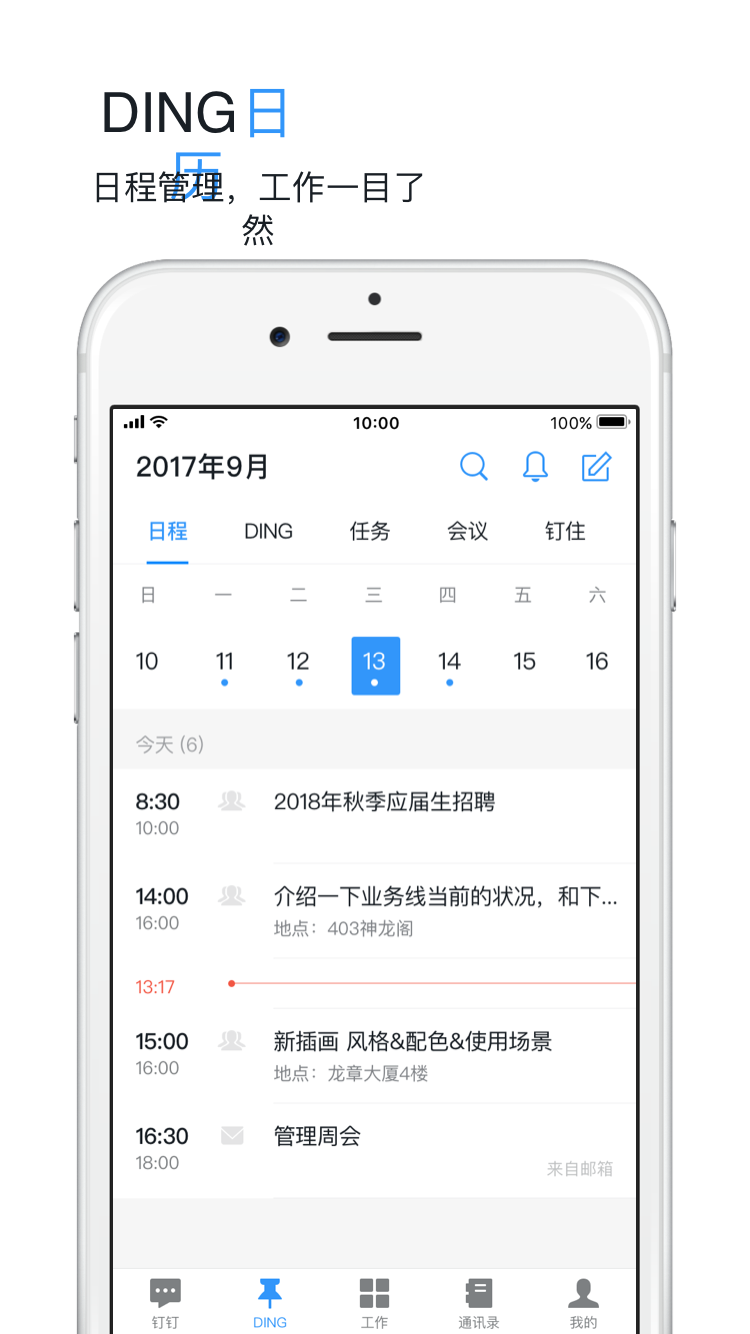 DING日
历
日程管理，工作一目了
然
10:00 100%
2017年9月
日程 DING 任务 会议 钉住
日 一 二 三 四 五 六
10 11 12 13 14 15 16
今天 (6)
8:30 2018年秋季应届生招聘
10:00
14:00 介绍一下业务线当前的状况，和下...
16:00 地点：403神龙阁
13:17
15:00 新插画 风格&配色&使用场景
16:00 地点：龙章大厦4楼
16:30 管理周会
18:00 来自邮箱
钉钉 DING 工作 通讯录 我的